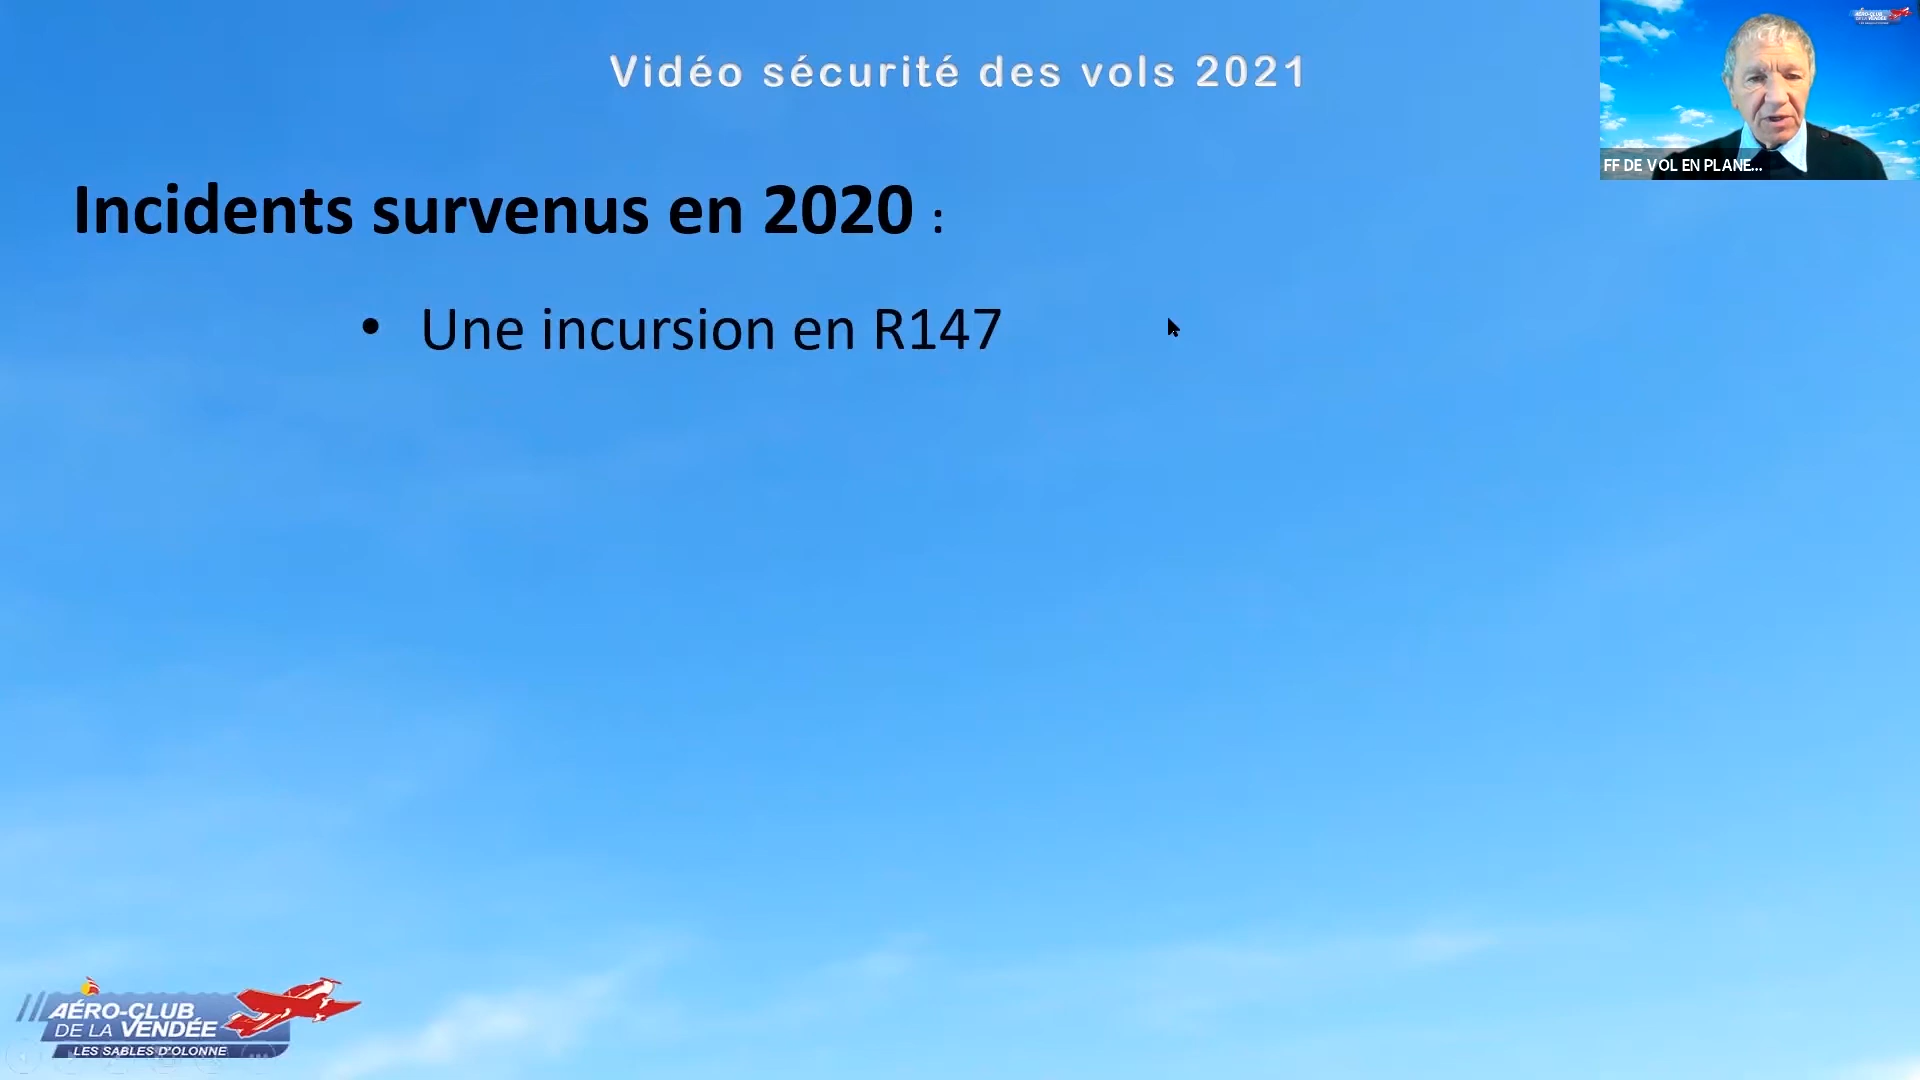 Vidéo sécurité des vols 2021
FF DE VOL EN PLANE...
Incidents survenus en 2020 :
• Une incursion en R147
AÉRO-CLUB
DE LA VENDÉE
LES SABLES D'OLONNE